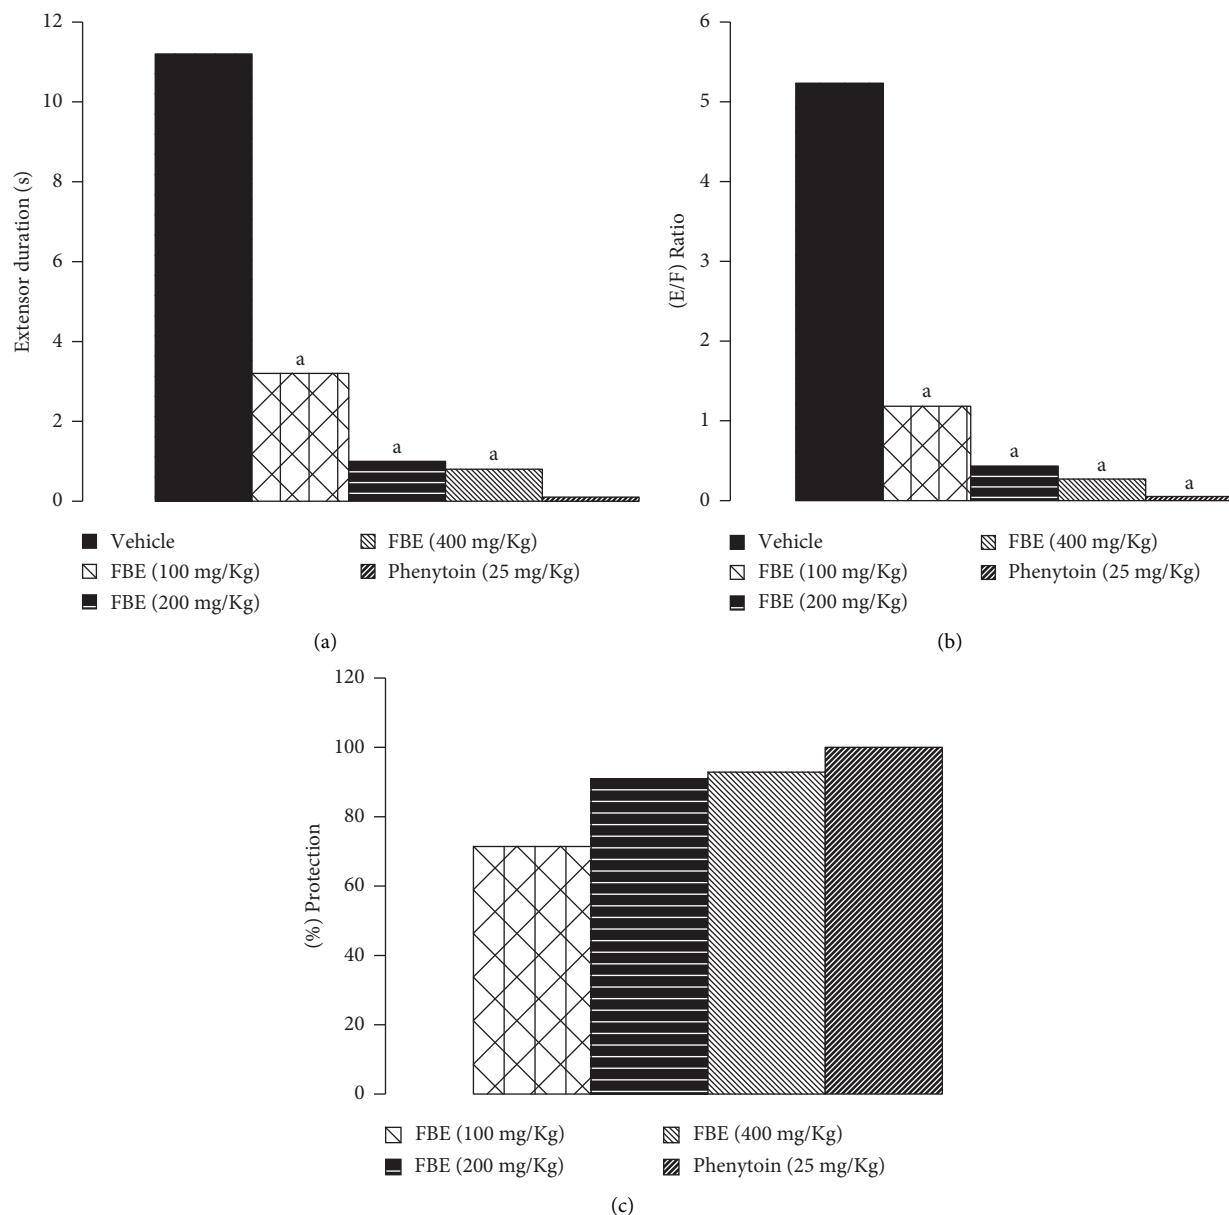 12
10
8
6
4
2
0
Extensor duration (s)
a
a
a
Vehicle
FBE (100 mg/Kg)
FBE (200 mg/Kg)
FBE (400 mg/Kg)
Phenytoin (25 mg/Kg)
(a)
6
5
4
3
2
1
0
(E/F) Ratio
a
a
a
a
Vehicle
FBE (100 mg/Kg)
FBE (200 mg/Kg)
FBE (400 mg/Kg)
Phenytoin (25 mg/Kg)
(b)
120
100
80
60
40
20
0
(%) Protection
FBE (100 mg/Kg)
FBE (200 mg/Kg)
FBE (400 mg/Kg)
Phenytoin (25 mg/Kg)
(c)